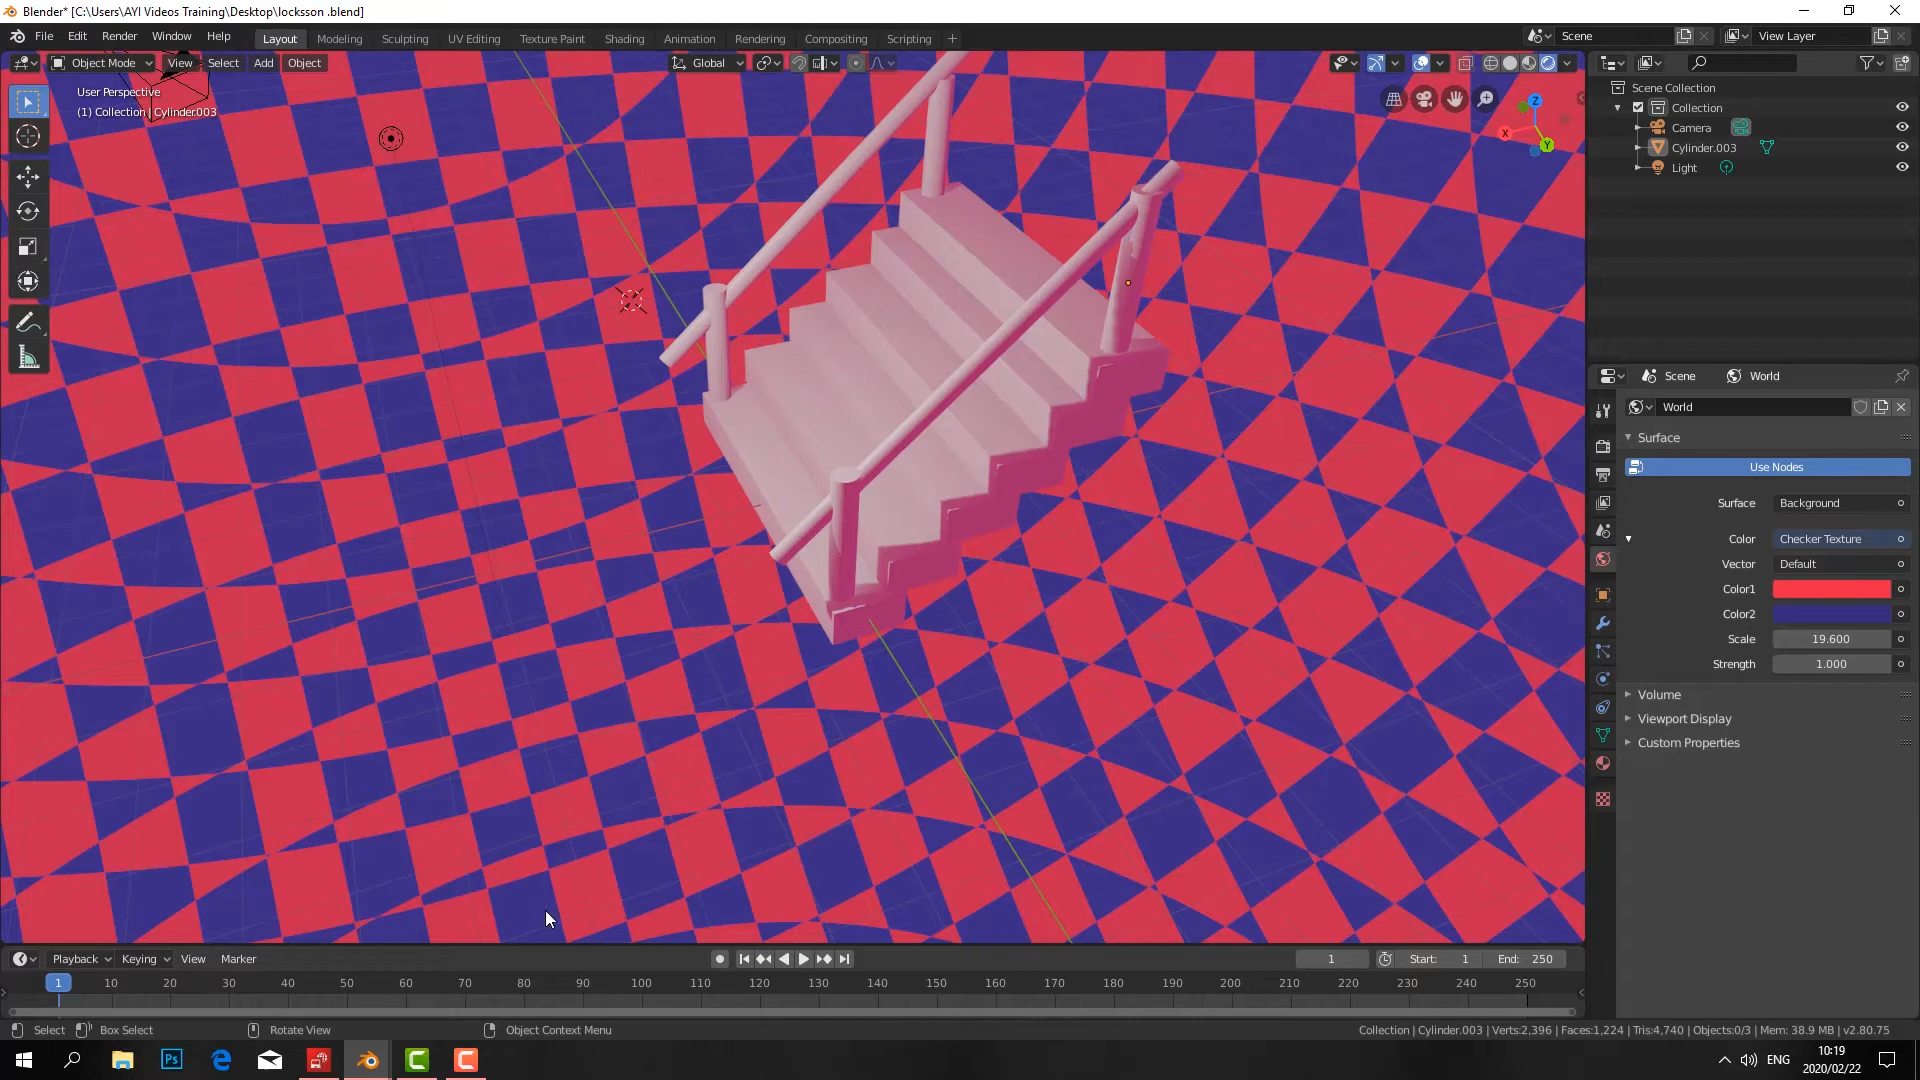 Blender* [C:\Users\AYI Videos Training\Desktop\locksson .blend]
File Edit Render Window Help
Layout Modeling Sculpting UV Editing Texture Paint Shading Animation Rendering Compositing Scripting +
Scene
View Layer
Object Mode View Select Add Object
Global
User Perspective
(1) Collection | Cylinder.003
Z
X
Y
Scene Collection
Collection
Camera
Cylinder.003
Light
Scene World
World
Surface
Use Nodes
Surface Background
Color Checker Texture
Vector Default
Color1
Color2
Scale 19.600
Strength 1.000
Volume
Viewport Display
Custom Properties
Playback Keying View Marker
1 Start: 1 End: 250
1 10 20 30 40 50 60 70 80 90 100 110 120 130 140 150 160 170 180 190 200 210 220 230 240 250
Select Box Select Rotate View Object Context Menu
Collection | Cylinder.003 | Verts:2,396 | Faces:1,224 | Tris:4,740 | Objects:0/3 | Mem: 38.9 MB | v2.80.75
Ps
ENG
10:19
2020/02/22